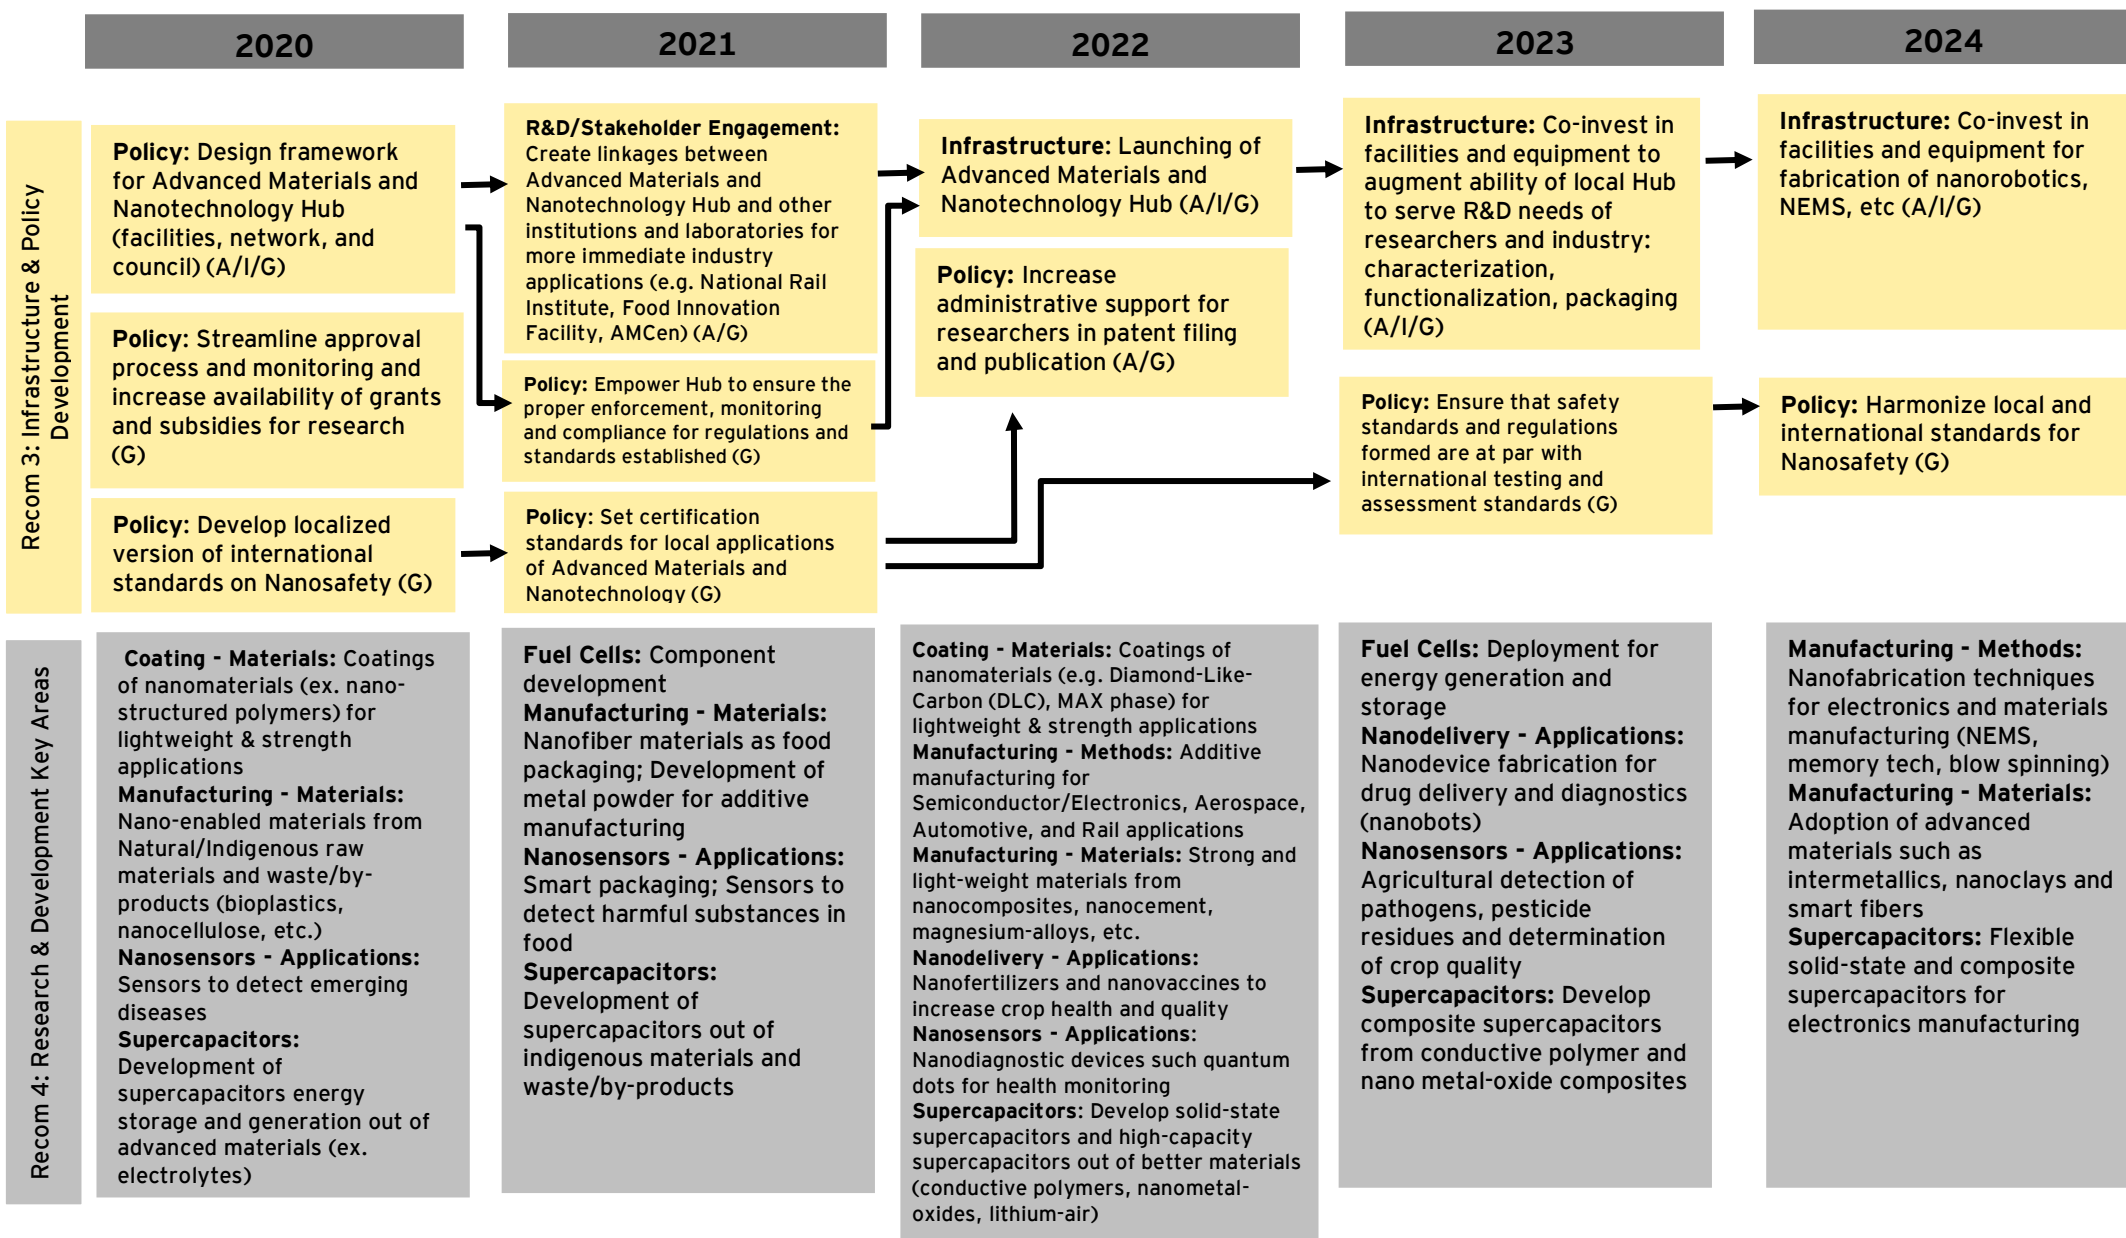 2020
2021
2022
2023
2024
Recom 3: Infrastructure & Policy
Development
Policy: Design framework
for Advanced Materials and
Nanotechnology Hub
(facilities, network, and
council) (A/I/G)
Policy: Streamline approval
process and monitoring and
increase availability of grants
and subsidies for research
(G)
Policy: Develop localized
version of international
standards on Nanosafety (G)
R&D/Stakeholder Engagement:
Create linkages between
Advanced Materials and
Nanotechnology Hub and other
institutions and laboratories for
more immediate industry
applications (e.g. National Rail
Institute, Food Innovation
Facility, AMCen) (A/G)
Policy: Empower Hub to ensure the
proper enforcement, monitoring
and compliance for regulations and
standards established (G)
Policy: Set certification
standards for local applications
of Advanced Materials and
Nanotechnology (G)
Infrastructure: Launching of
Advanced Materials and
Nanotechnology Hub (A/I/G)
Policy: Increase
administrative support for
researchers in patent filing
and publication (A/G)
Infrastructure: Co-invest in
facilities and equipment to
augment ability of local Hub
to serve R&D needs of
researchers and industry:
characterization,
functionalization, packaging
(A/I/G)
Policy: Ensure that safety
standards and regulations
formed are at par with
international testing and
assessment standards (G)
Infrastructure: Co-invest in
facilities and equipment for
fabrication of nanorobotics,
NEMS, etc (A/I/G)
Policy: Harmonize local and
international standards for
Nanosafety (G)
Recom 4: Research & Development Key Areas
Coating - Materials: Coatings
of nanomaterials (ex. nano-
structured polymers) for
lightweight & strength
applications
Manufacturing - Materials:
Nano-enabled materials from
Natural/Indigenous raw
materials and waste/by-
products (bioplastics,
nanocellulose, etc.)
Nanosensors - Applications:
Sensors to detect emerging
diseases
Supercapacitors:
Development of
supercapacitors energy
storage and generation out of
advanced materials (ex.
electrolytes)
Fuel Cells: Component
development
Manufacturing - Materials:
Nanofiber materials as food
packaging; Development of
metal powder for additive
manufacturing
Nanosensors - Applications:
Smart packaging; Sensors to
detect harmful substances in
food
Supercapacitors:
Development of
supercapacitors out of
indigenous materials and
waste/by-products
Coating - Materials: Coatings of
nanomaterials (e.g. Diamond-Like-
Carbon (DLC), MAX phase) for
lightweight & strength applications
Manufacturing - Methods: Additive
manufacturing for
Semiconductor/Electronics, Aerospace,
Automotive, and Rail applications
Manufacturing - Materials: Strong and
light-weight materials from
nanocomposites, nanocement,
magnesium-alloys, etc.
Nanodelivery - Applications:
Nanofertilizers and nanovaccines to
increase crop health and quality
Nanosensors - Applications:
Nanodiagnostic devices such quantum
dots for health monitoring
Supercapacitors: Develop solid-state
supercapacitors and high-capacity
supercapacitors out of better materials
(conductive polymers, nanometal-
oxides, lithium-air)
Fuel Cells: Deployment for
energy generation and
storage
Nanodelivery - Applications:
Nanodevice fabrication for
drug delivery and diagnostics
(nanobots)
Nanosensors - Applications:
Agricultural detection of
pathogens, pesticide
residues and determination
of crop quality
Supercapacitors: Develop
composite supercapacitors
from conductive polymer and
nano metal-oxide composites
Manufacturing - Methods:
Nanofabrication techniques
for electronics and materials
manufacturing (NEMS,
memory tech, blow spinning)
Manufacturing - Materials:
Adoption of advanced
materials such as
intermetallics, nanoclays and
smart fibers
Supercapacitors: Flexible
solid-state and composite
supercapacitors for
electronics manufacturing